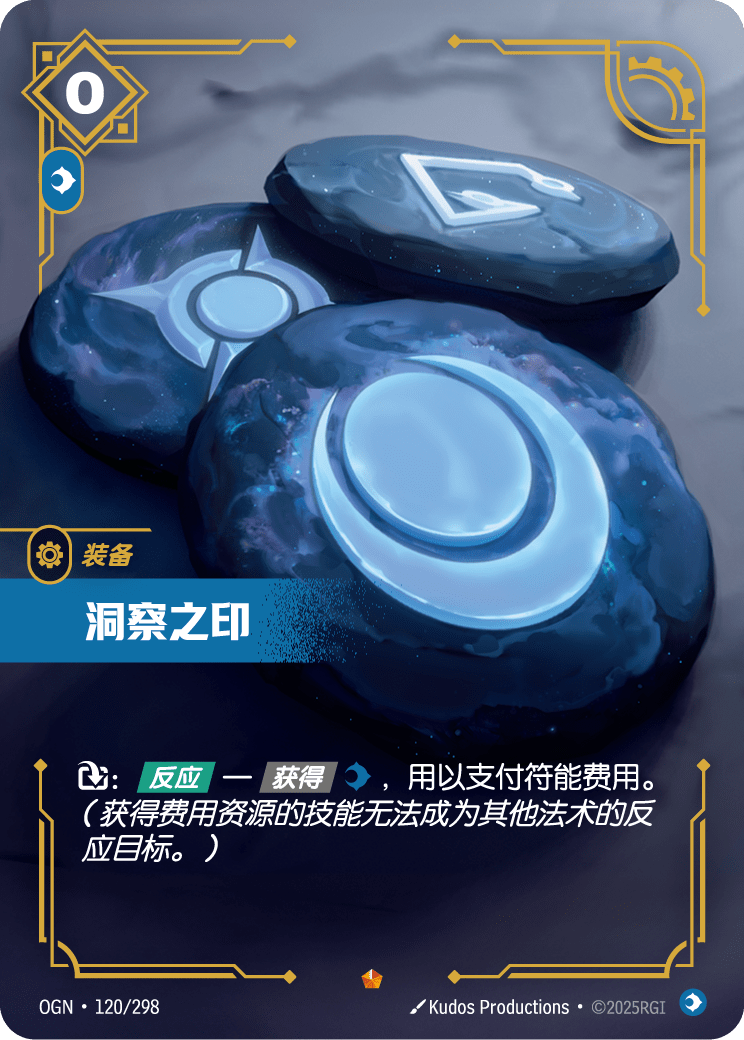 0
装备
洞察之印
： 反应 — 获得 ，用以支付符能费用。
（获得费用资源的技能无法成为其他法术的反
应目标。）
OGN • 120/298
Kudos Productions • ©2025RGI